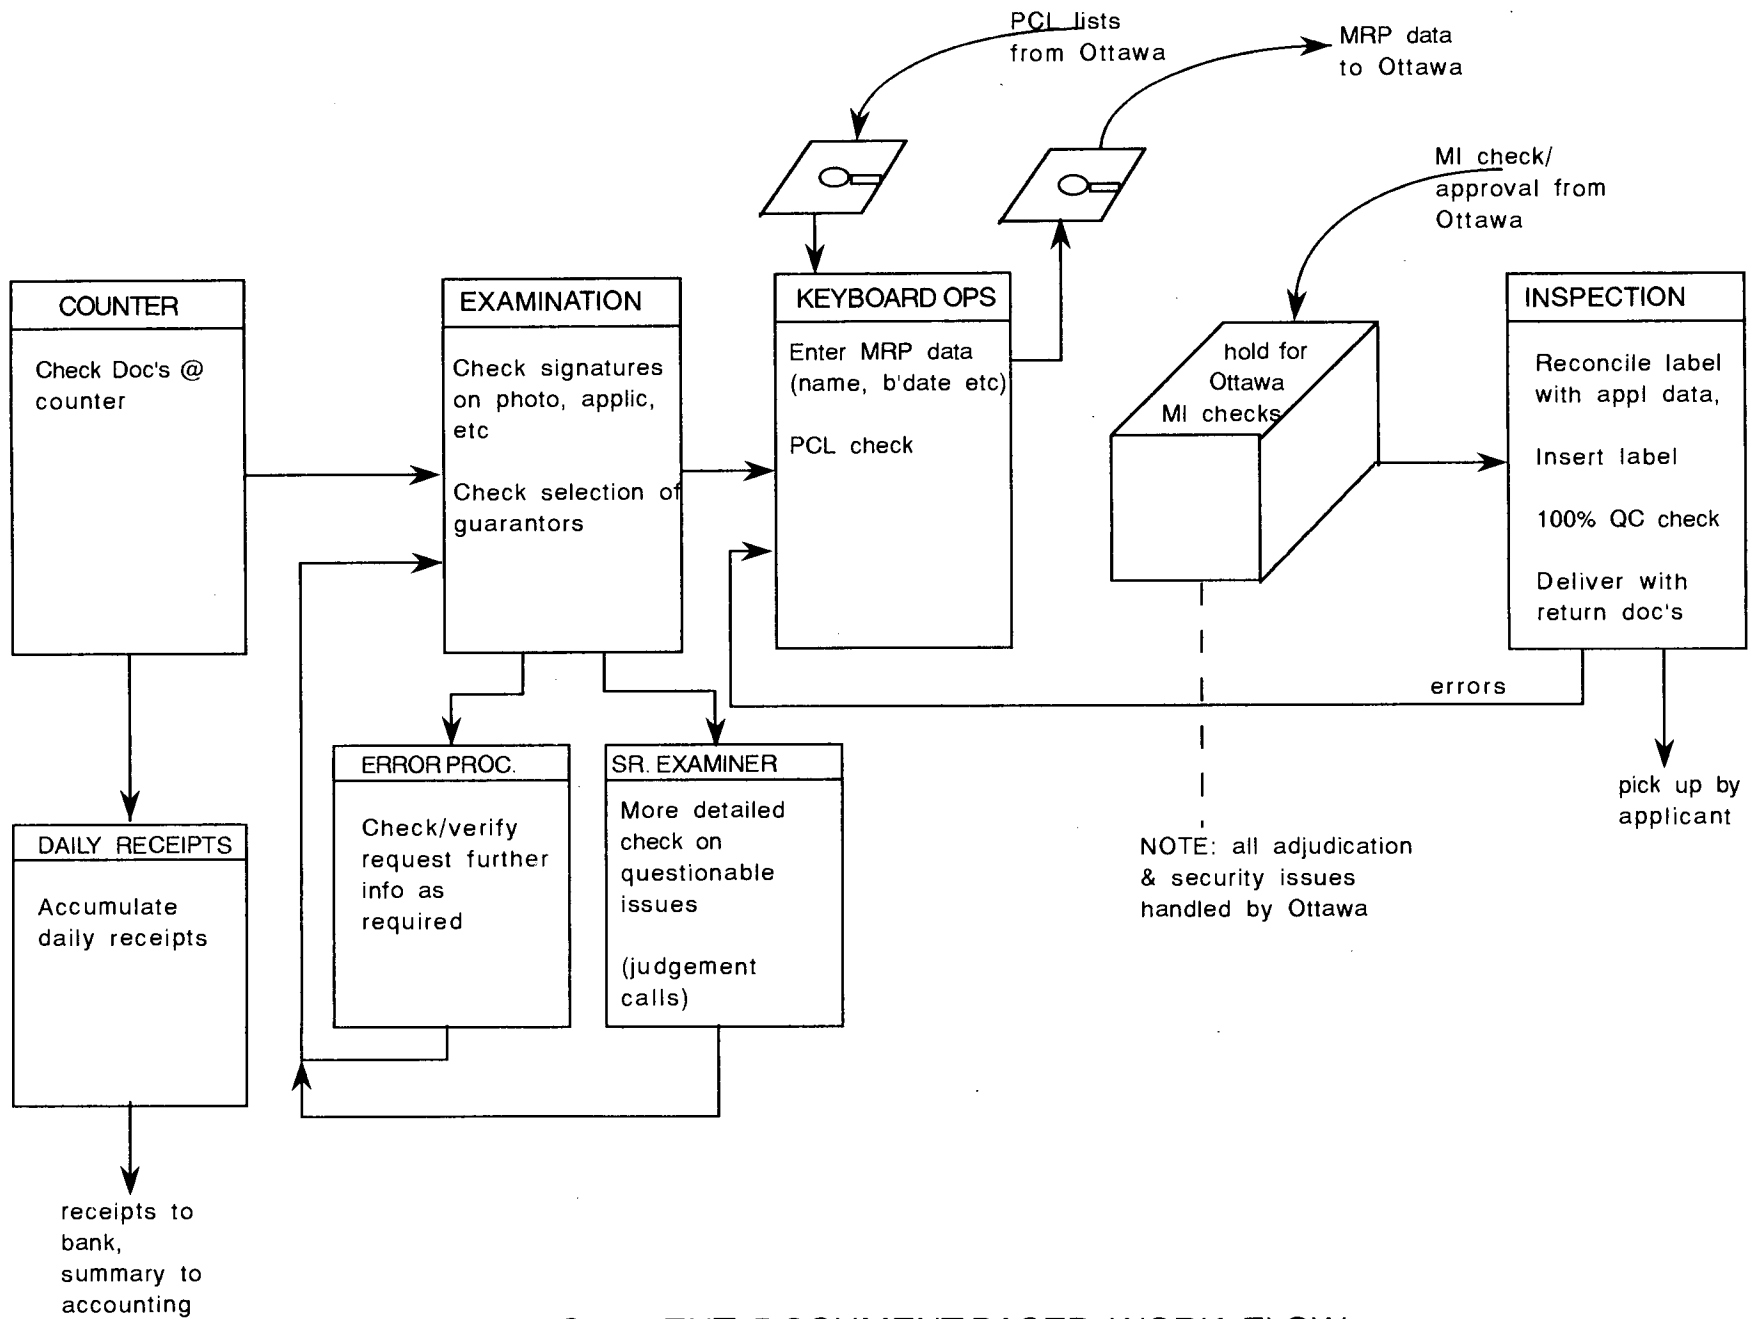 PCL lists
from Ottawa
MRP data
to Ottawa
MI check/
approval from
Ottawa
COUNTER
Check Doc's @
counter
EXAMINATION
Check signatures
on photo, applic,
etc
Check selection of
guarantors
KEYBOARD OPS
Enter MRP data
(name, b'date etc)
PCL check
hold for
Ottawa
MI checks
INSPECTION
Reconcile label
with appl data,
Insert label
100% QC check
Deliver with
return doc's
errors
pick up by
applicant
ERROR PROC.
Check/verify
request further
info as
required
SR. EXAMINER
More detailed
check on
questionable
issues
(judgement
calls)
NOTE: all adjudication
& security issues
handled by Ottawa
DAILY RECEIPTS
Accumulate
daily receipts
receipts to
bank,
summary to
accounting